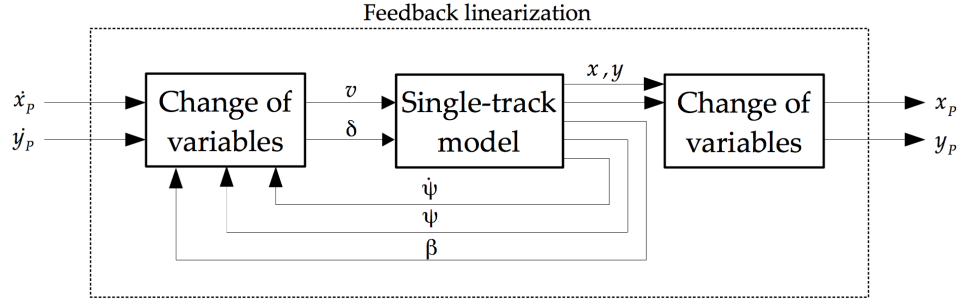 Feedback linearization
ẋ_P
ẏ_P
Change of
variables
v
δ
Single-track
model
x , y
Change of
variables
x_P
y_P
ψ̇
ψ
β